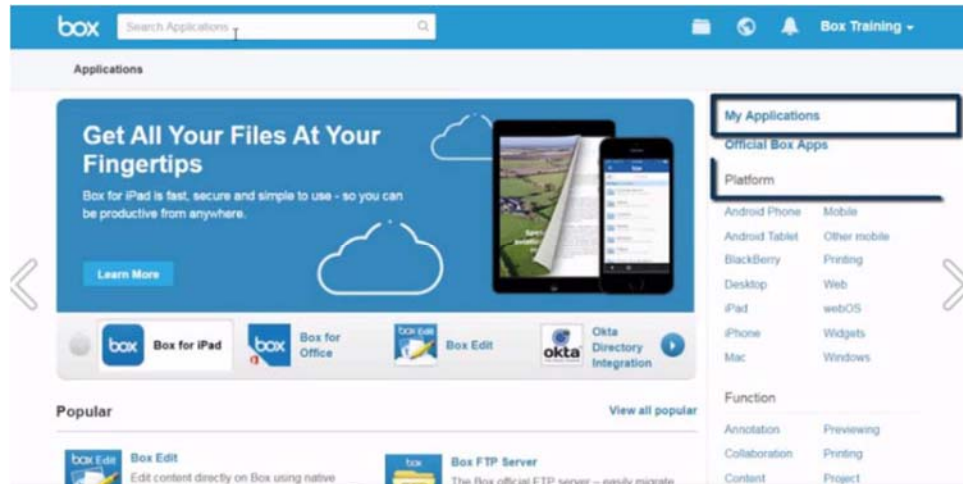 box
Search Applications
Box Training
Applications
Get All Your Files At Your
Fingertips
Box for iPad is fast, secure and simple to use - so you can
be productive from anywhere.
Learn More
box Box for iPad
box Box for
Office
box Edit Box Edit
okta Okta
Directory
Integration
Popular
View all popular
box Edit Box Edit
Edit content directly on Box using native
box Box FTP Server
The Box official FTP server – easily migrate
My Applications
Official Box Apps
Platform
Android Phone Mobile
Android Tablet Other mobile
BlackBerry Printing
Desktop Web
iPad webOS
iPhone Widgets
Mac Windows
Function
Annotation Previewing
Collaboration Printing
Content Project